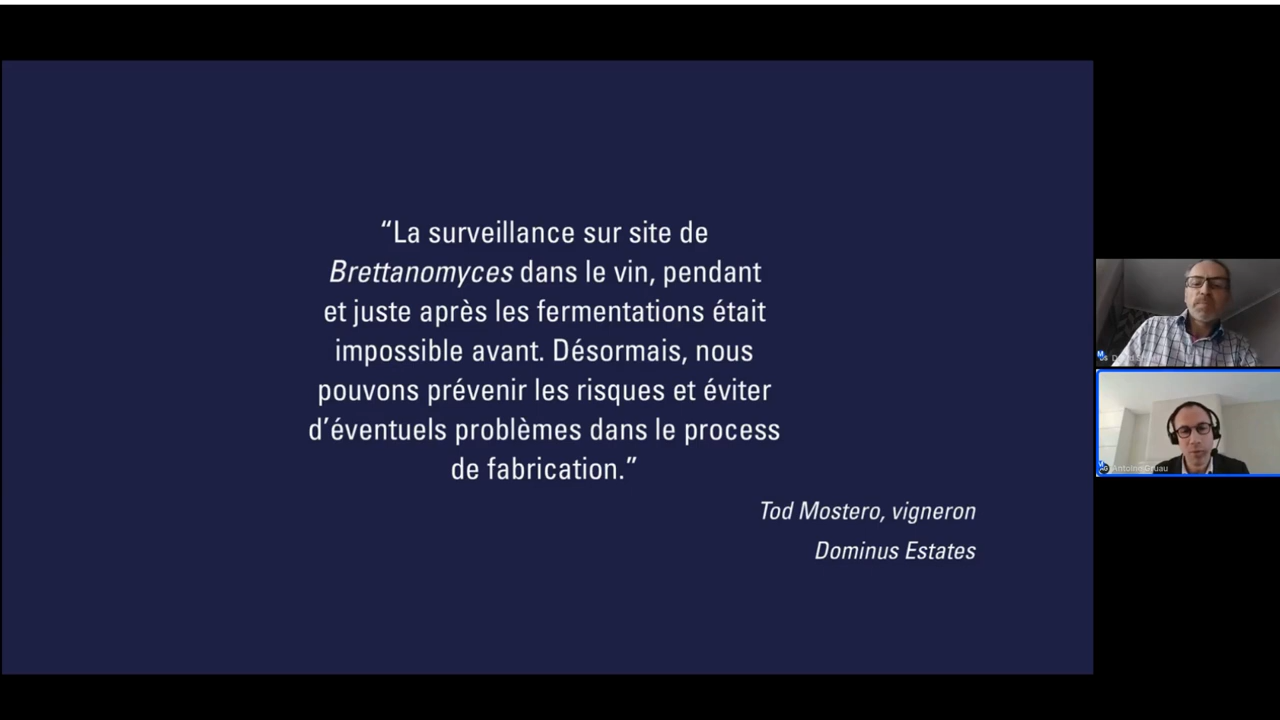 “La surveillance sur site de
Brettanomyces dans le vin, pendant
et juste après les fermentations était
impossible avant. Désormais, nous
pouvons prévenir les risques et éviter
d’éventuels problèmes dans le process
de fabrication.”
Tod Mostero, vigneron
Dominus Estates